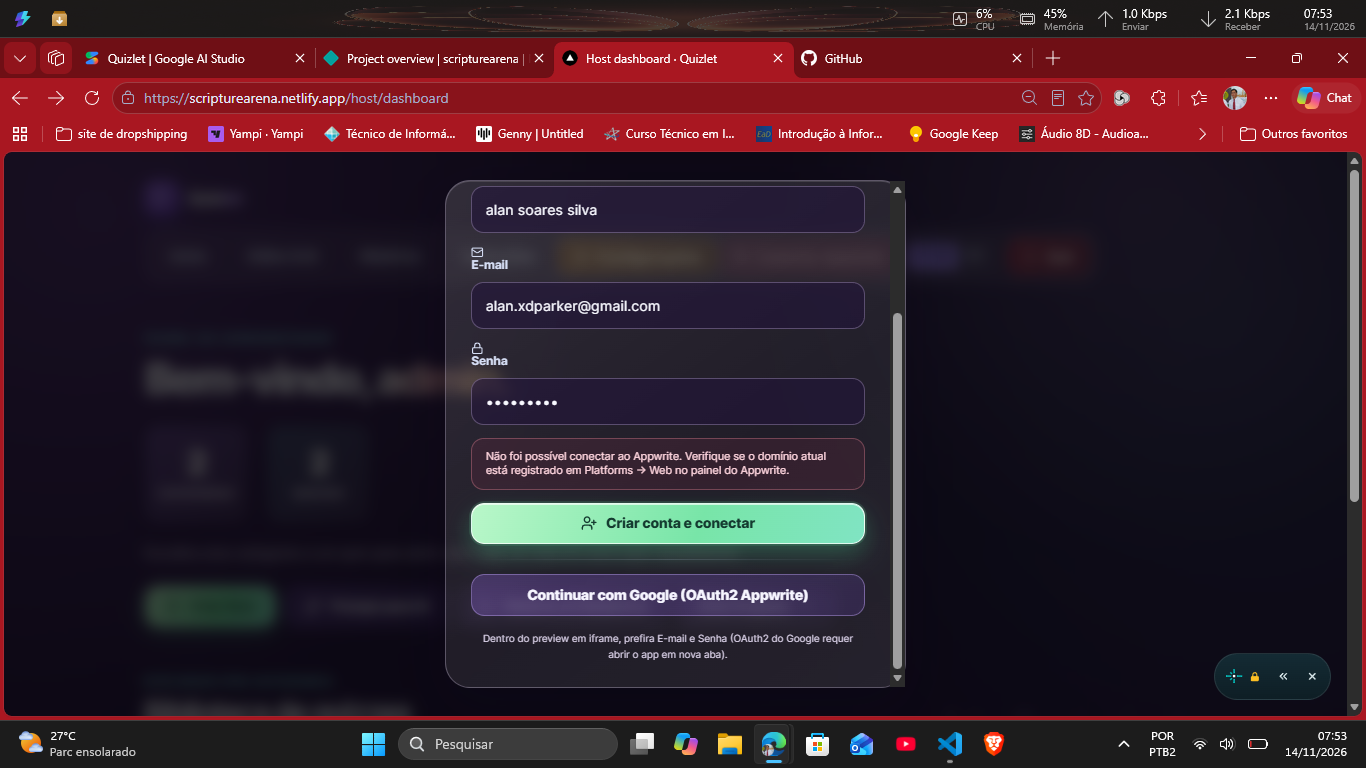 6%
CPU
45%
Memória
1.0 Kbps
Enviar
2.1 Kbps
Receber
07:53
14/11/2026
Quizlet | Google AI Studio
Project overview | scripturearena |
Host dashboard · Quizlet
GitHub
https://scripturearena.netlify.app/host/dashboard
Chat
site de dropshipping
Yampi · Yampi
Técnico de Informá...
Genny | Untitled
Curso Técnico em I...
EaD
Introdução à Infor...
Google Keep
Áudio 8D - Audioa...
Outros favoritos
alan soares silva
E-mail
alan.xdparker@gmail.com
Senha
•••••••••
Não foi possível conectar ao Appwrite. Verifique se o domínio atual
está registrado em Platforms → Web no painel do Appwrite.
Criar conta e conectar
Continuar com Google (OAuth2 Appwrite)
Dentro do preview em iframe, prefira E-mail e Senha (OAuth2 do Google requer
abrir o app em nova aba).
Bem-vindo,
27°C
Parc ensolarado
Pesquisar
POR
PTB2
07:53
14/11/2026